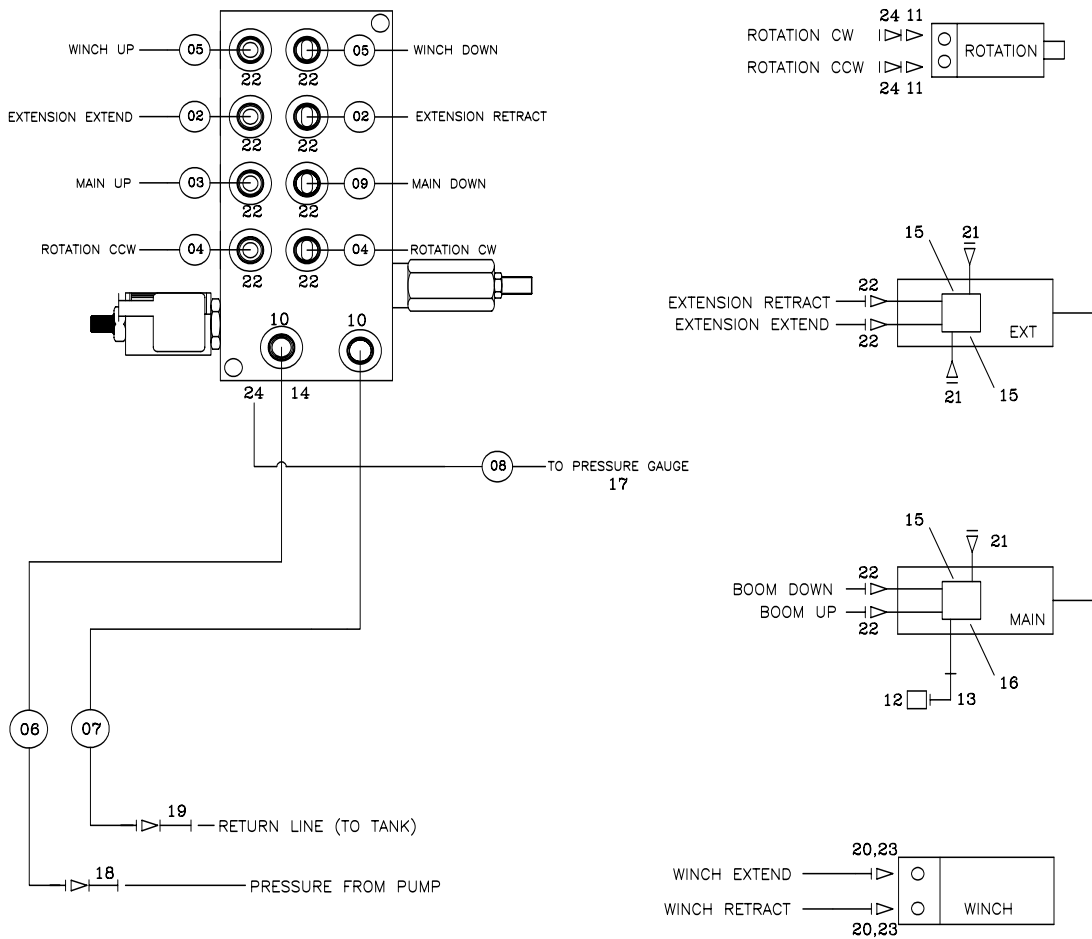 WINCH UP 05 05 WINCH DOWN
22 22
EXTENSION EXTEND 02 02 EXTENSION RETRACT
22 22
MAIN UP 03 09 MAIN DOWN
22 22
ROTATION CCW 04 04 ROTATION CW
22 22
10 10
24 14
08 TO PRESSURE GAUGE
17
06 07
19
RETURN LINE (TO TANK)
18
PRESSURE FROM PUMP
24 11
ROTATION CW
ROTATION CCW
ROTATION
24 11
15 21
22
EXTENSION RETRACT
EXTENSION EXTEND
22
EXT
21 15
15 21
22
BOOM DOWN
BOOM UP
22
MAIN
16
12 13
20,23
WINCH EXTEND
WINCH RETRACT
WINCH
20,23